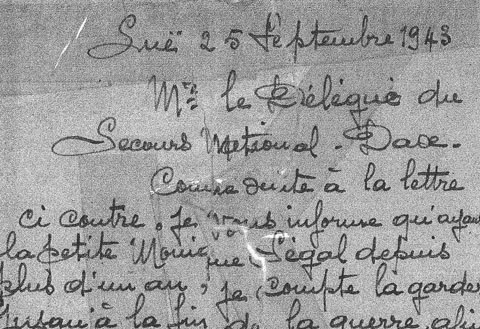 Suë 25 Septembre 1943
Mr le Délégué du
Secours National - Dax.
Comme suite à la lettre
ci contre, je vous informe qu'ayant
la petite Monique Ségal depuis
plus d'un an, je compte la garder
Jusqu'à la fin de la guerre